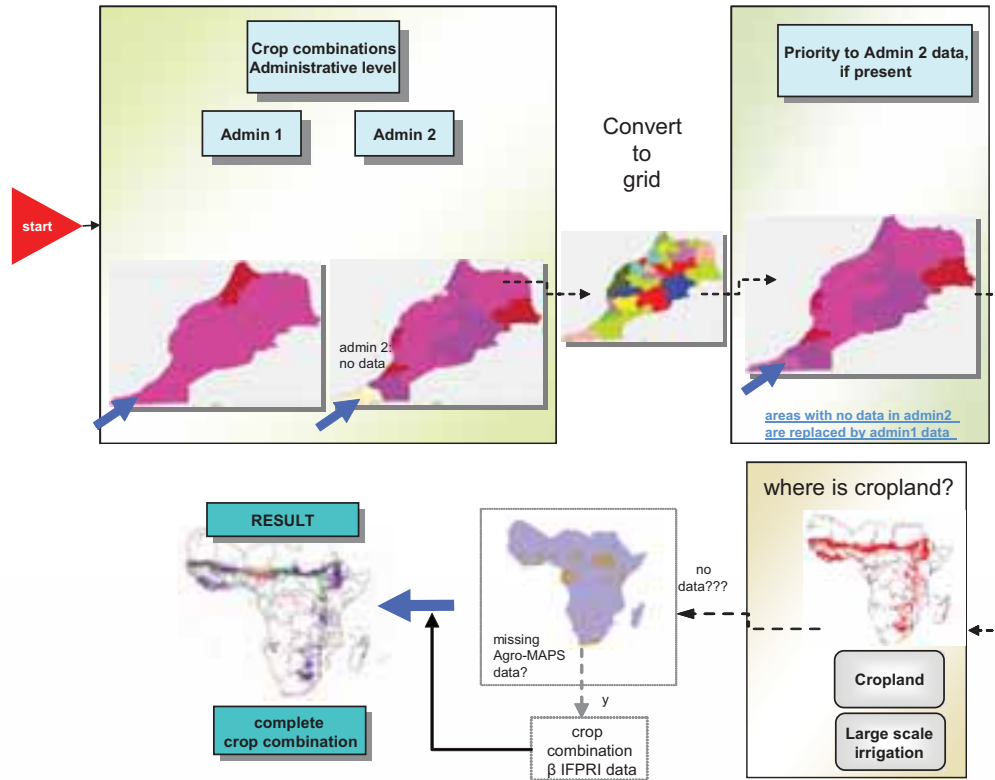 Crop combinations
Administrative level
Admin 1
Admin 2
start
admin 2:
no data
Convert
to
grid
Priority to Admin 2 data,
if present
areas with no data in admin2
are replaced by admin1 data
where is cropland?
Cropland
Large scale
irrigation
no
data???
missing
Agro-MAPS
data?
y
crop
combination
β IFPRI data
RESULT
complete
crop combination